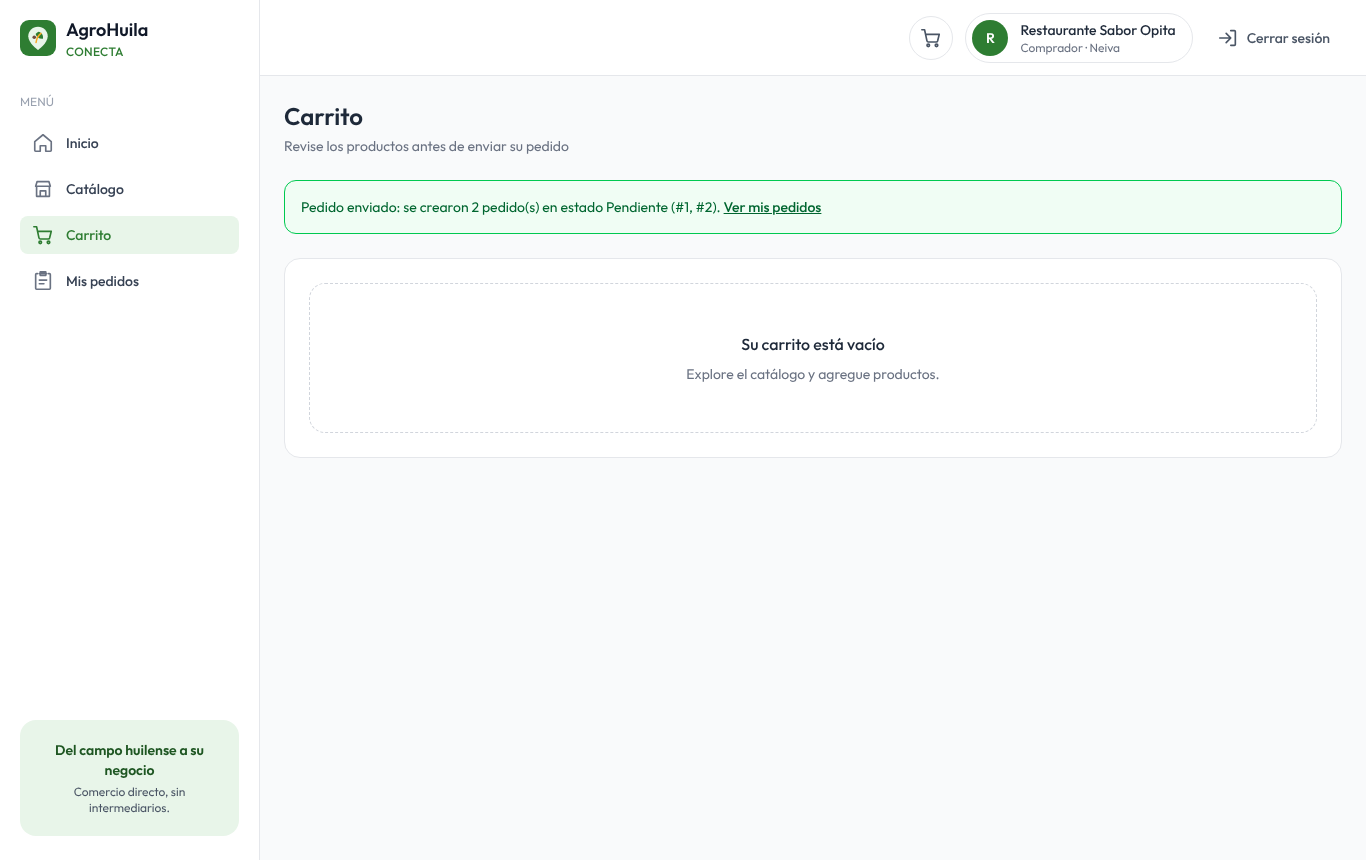 AgroHuila
CONECTA
MENÚ
Inicio
Catálogo
Carrito
Mis pedidos
Del campo huilense a su
negocio
Comercio directo, sin
intermediarios.
R
Restaurante Sabor Opita
Comprador · Neiva
Cerrar sesión
Carrito
Revise los productos antes de enviar su pedido
Pedido enviado: se crearon 2 pedido(s) en estado Pendiente (#1, #2). Ver mis pedidos
Su carrito está vacío
Explore el catálogo y agregue productos.